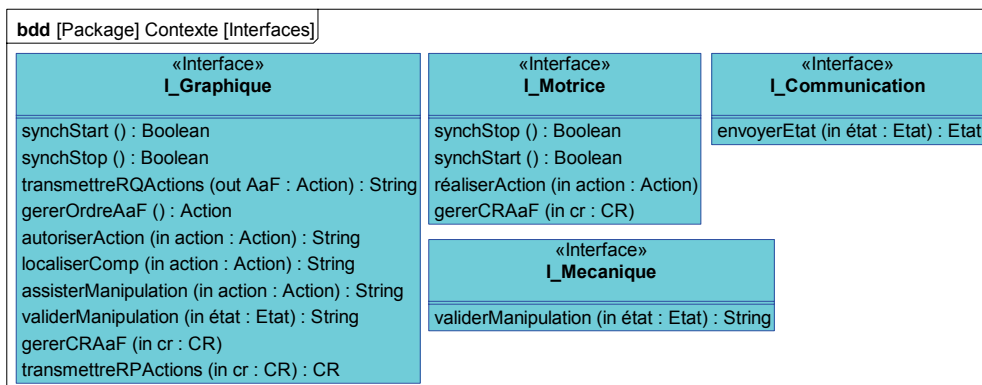 bdd [Package] Contexte [Interfaces]
«Interface»
I_Graphique
synchStart () : Boolean
synchStop () : Boolean
transmettreRQActions (out AaF : Action) : String
gererOrdreAaF () : Action
autoriserAction (in action : Action) : String
localiserComp (in action : Action) : String
assisterManipulation (in action : Action) : String
validerManipulation (in état : Etat) : String
gererCRAaF (in cr : CR)
transmettreRPActions (in cr : CR) : CR
«Interface»
I_Motrice
synchStop () : Boolean
synchStart () : Boolean
réaliserAction (in action : Action)
gererCRAaF (in cr : CR)
«Interface»
I_Communication
envoyerEtat (in état : Etat) : Etat
«Interface»
I_Mecanique
validerManipulation (in état : Etat) : String